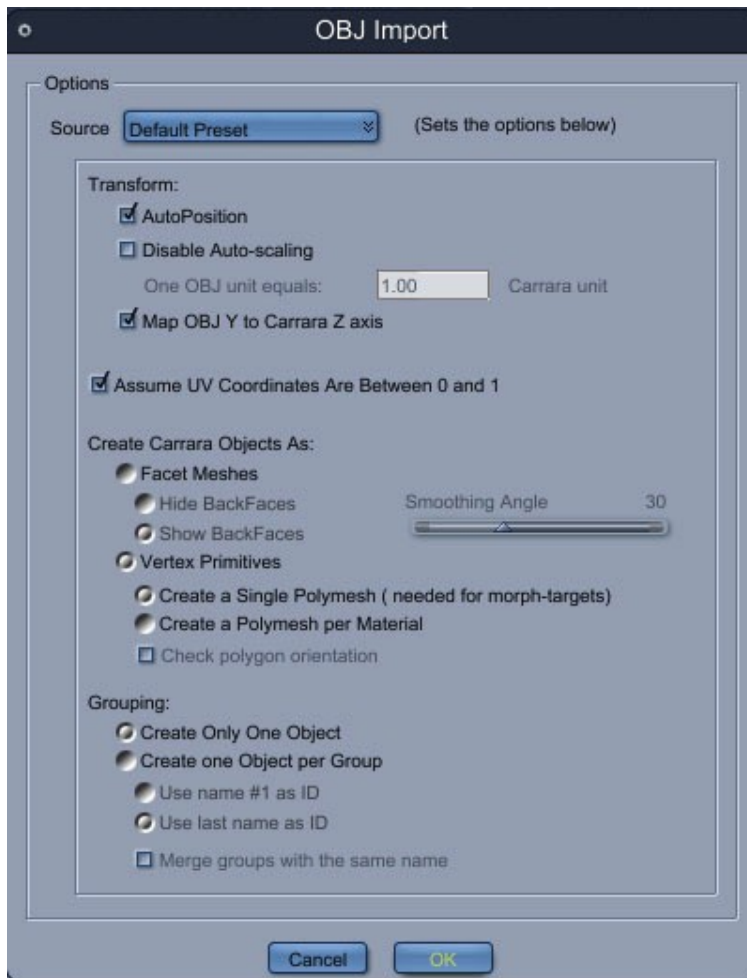 OBJ Import
Options
Source Default Preset (Sets the options below)
Transform:
AutoPosition
Disable Auto-scaling
One OBJ unit equals: 1.00 Carrara unit
Map OBJ Y to Carrara Z axis
Assume UV Coordinates Are Between 0 and 1
Create Carrara Objects As:
Facet Meshes
Hide BackFaces Smoothing Angle 30
Show BackFaces
Vertex Primitives
Create a Single Polymesh ( needed for morph-targets)
Create a Polymesh per Material
Check polygon orientation
Grouping:
Create Only One Object
Create one Object per Group
Use name #1 as ID
Use last name as ID
Merge groups with the same name
Cancel OK